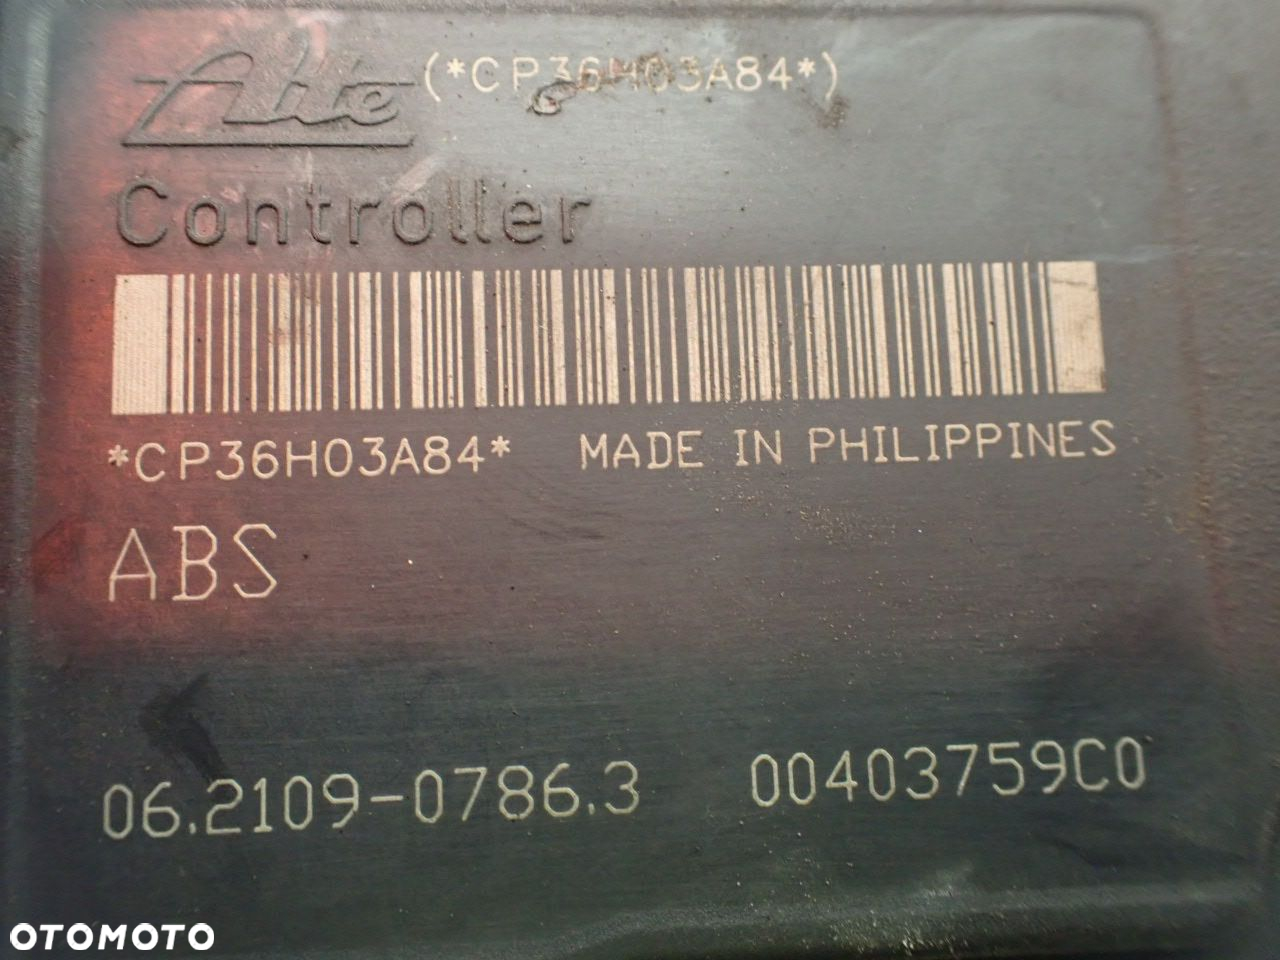 Ate (*CP36H03A84*)
Controller
*CP36H03A84* MADE IN PHILIPPINES
ABS
06.2109-0786.3 00403759C0
OTOMOTO